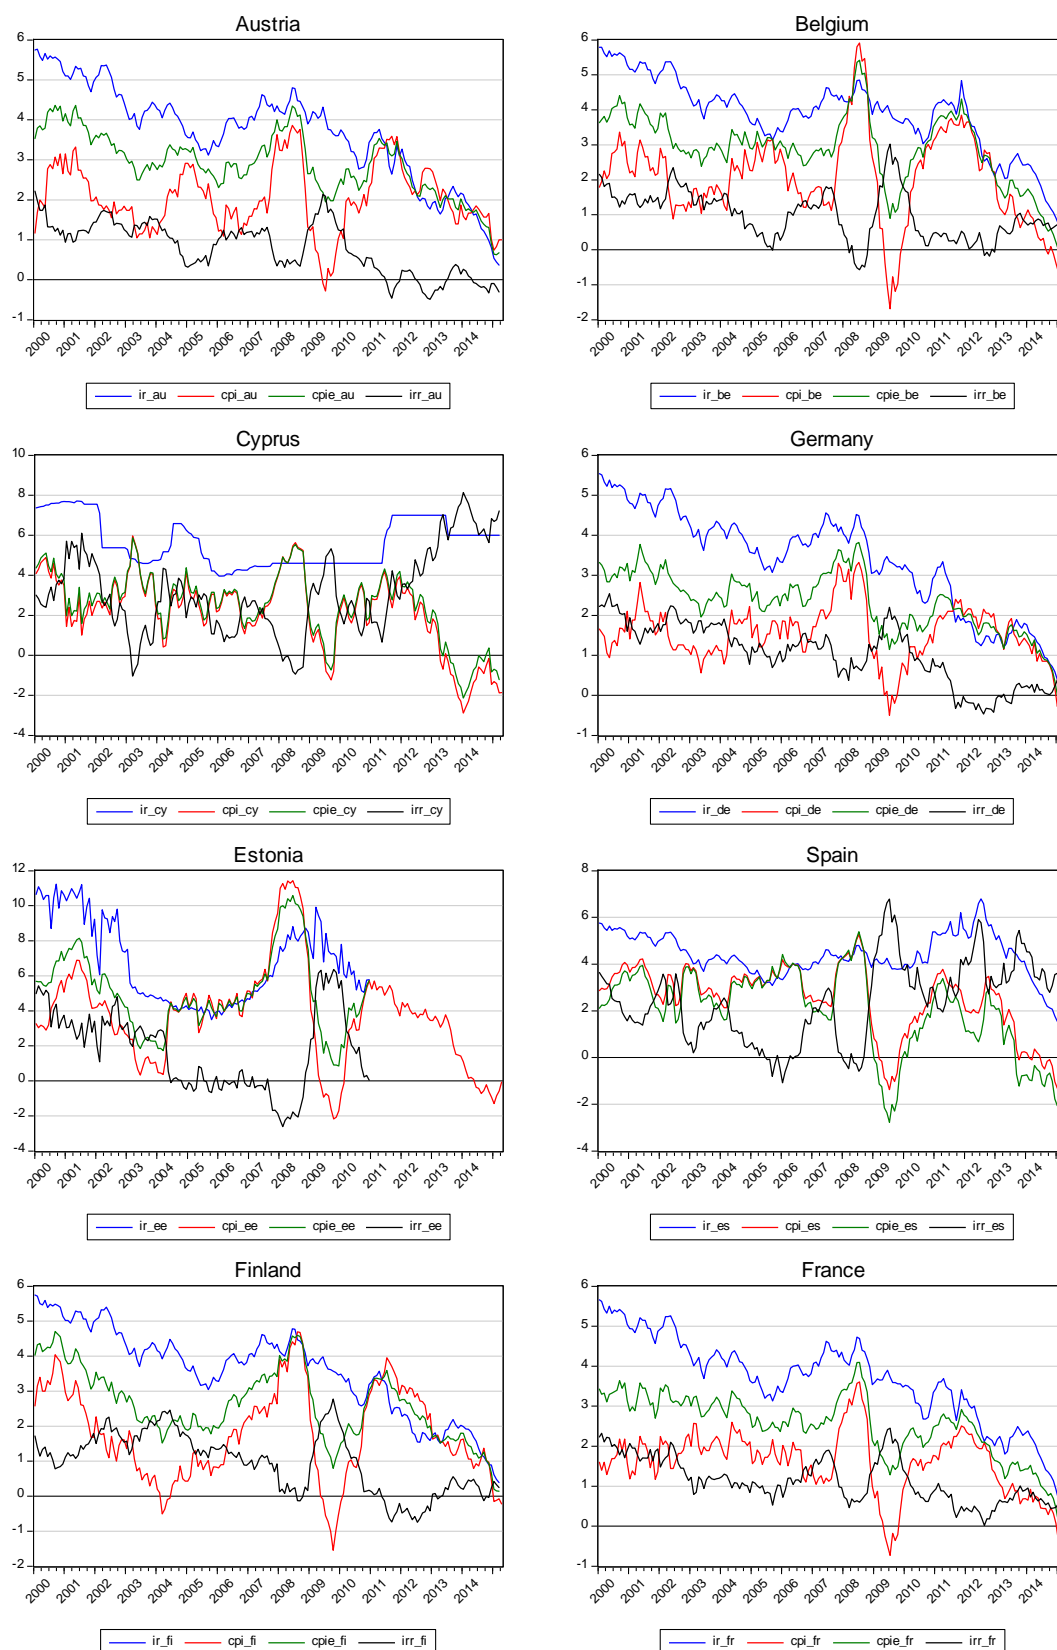 Austria
7
6
5
4
3
2
1
0
-1
2000 2001 2002 2003 2004 2005 2006 2007 2008 2009 2010 2011 2012 2013 2014
ir_au cpi_au cpie_au irr_au
Belgium
6
5
4
3
2
1
0
-1
-2
2000 2001 2002 2003 2004 2005 2006 2007 2008 2009 2010 2011 2012 2013 2014
ir_be cpi_be cpie_be irr_be
Cyprus
10
8
6
4
2
0
-2
-4
2000 2001 2002 2003 2004 2005 2006 2007 2008 2009 2010 2011 2012 2013 2014
ir_cy cpi_cy cpie_cy irr_cy
Germany
6
5
4
3
2
1
0
-1
2000 2001 2002 2003 2004 2005 2006 2007 2008 2009 2010 2011 2012 2013 2014
ir_de cpi_de cpie_de irr_de
Estonia
12
10
8
6
4
2
0
-2
-4
2000 2001 2002 2003 2004 2005 2006 2007 2008 2009 2010 2011 2012 2013 2014
ir_ee cpi_ee cpie_ee irr_ee
Spain
8
6
4
2
0
-2
-4
2000 2001 2002 2003 2004 2005 2006 2007 2008 2009 2010 2011 2012 2013 2014
ir_es cpi_es cpie_es irr_es
Finland
6
5
4
3
2
1
0
-1
-2
2000 2001 2002 2003 2004 2005 2006 2007 2008 2009 2010 2011 2012 2013 2014
ir_fi cpi_fi cpie_fi irr_fi
France
6
5
4
3
2
1
0
-1
2000 2001 2002 2003 2004 2005 2006 2007 2008 2009 2010 2011 2012 2013 2014
ir_fr cpi_fr cpie_fr irr_fr